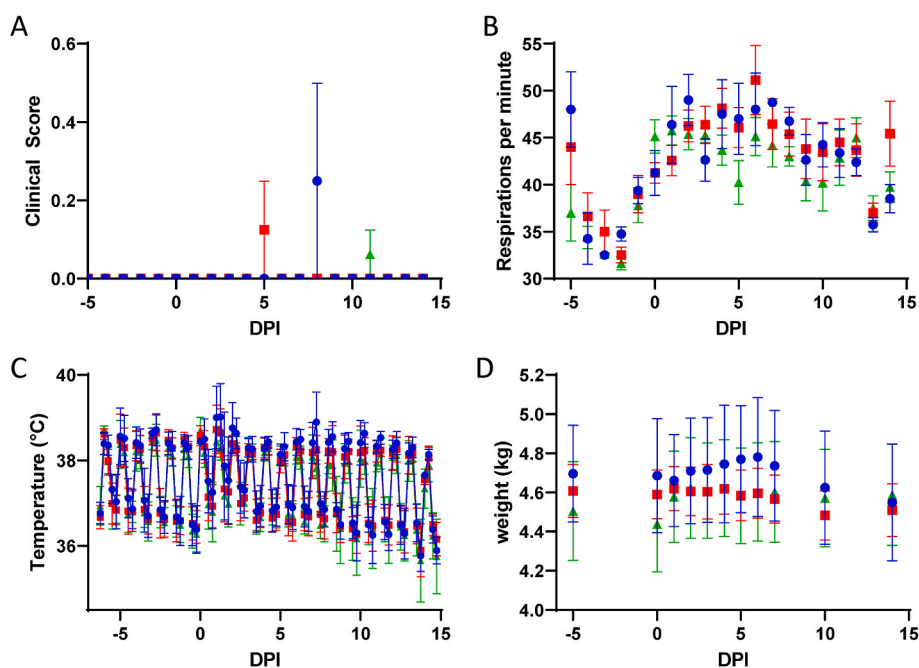 A
Clinical Score
0.6
0.4
0.2
0.0
-5 0 5 10 15
DPI
B
Respirations per minute
55
50
45
40
35
30
-5 0 5 10 15
DPI
C
Temperature (°C)
40
38
36
-5 0 5 10 15
DPI
D
weight (kg)
5.2
5.0
4.8
4.6
4.4
4.2
4.0
-5 0 5 10 15
DPI